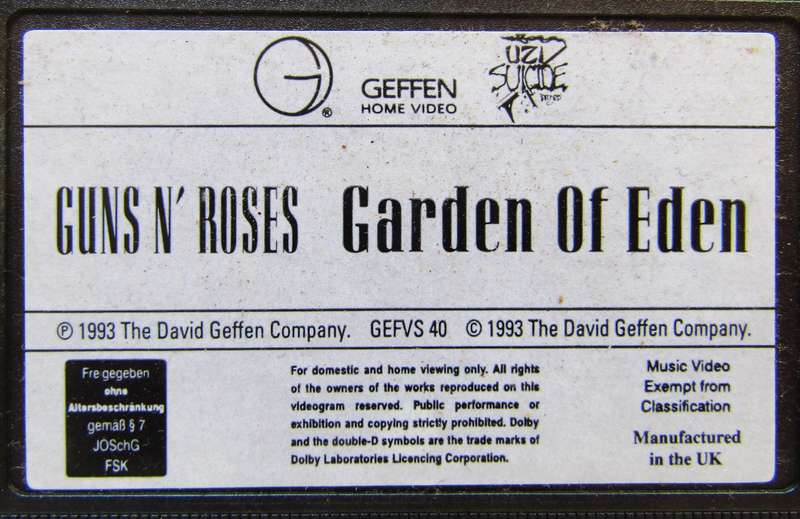 GEFFEN
HOME VIDEO
UZI
SUICIDE
GUNS N' ROSES Garden Of Eden
℗ 1993 The David Geffen Company. GEFVS 40 © 1993 The David Geffen Company.
Fre gegeben
ohne
Altersbeschränkung
gemäß § 7
JÖSchG
FSK
For domestic and home viewing only. All rights
of the owners of the works reproduced on this
videogram reserved. Public performance or
exhibition and copying strictly prohibited. Dolby
and the double-D symbols are the trade marks of
Dolby Laboratories Licencing Corporation.
Music Video
Exempt from
Classification
Manufactured
in the UK